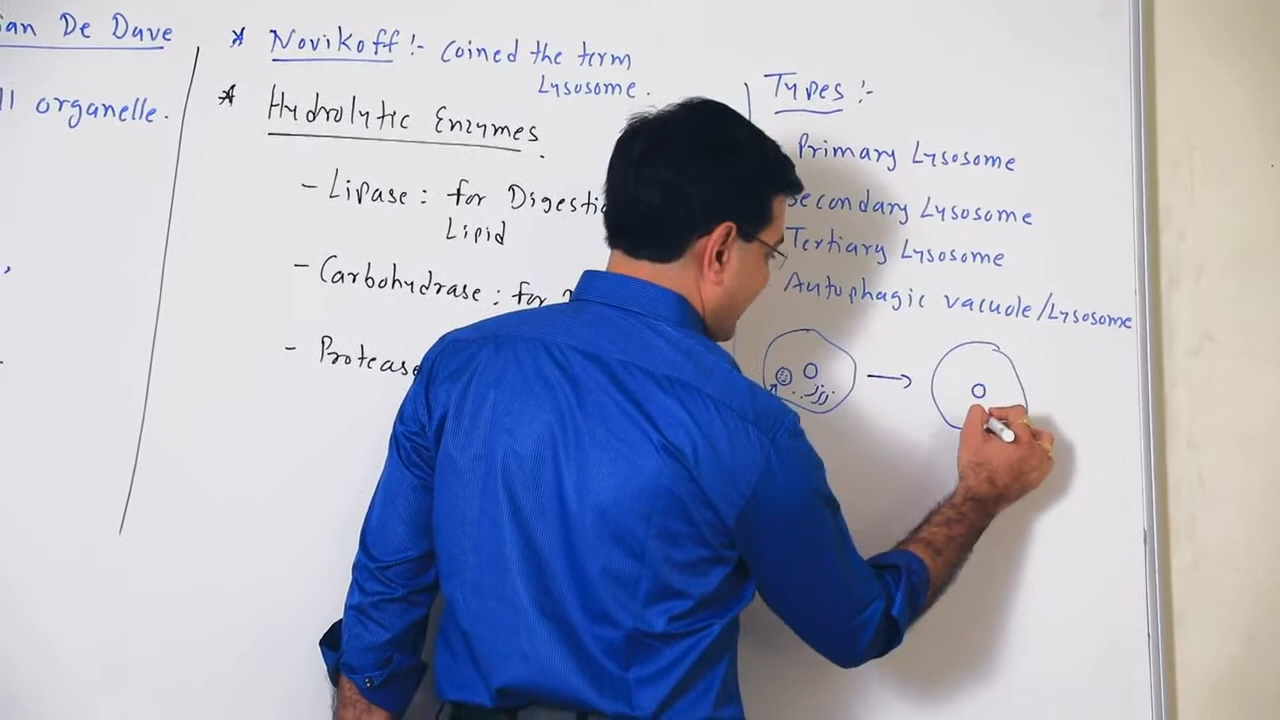 ian De Duve
ll organelle.
* Novikoff :- Coined the term
Lysosome.
* Hydrolytic Enzymes.
- Lipase : for Digestio
Lipid
- Carbohydrase : for
- Protease
Types :-
Primary Lysosome
Secondary Lysosome
Tertiary Lysosome
Autophagic vacuole/Lysosome